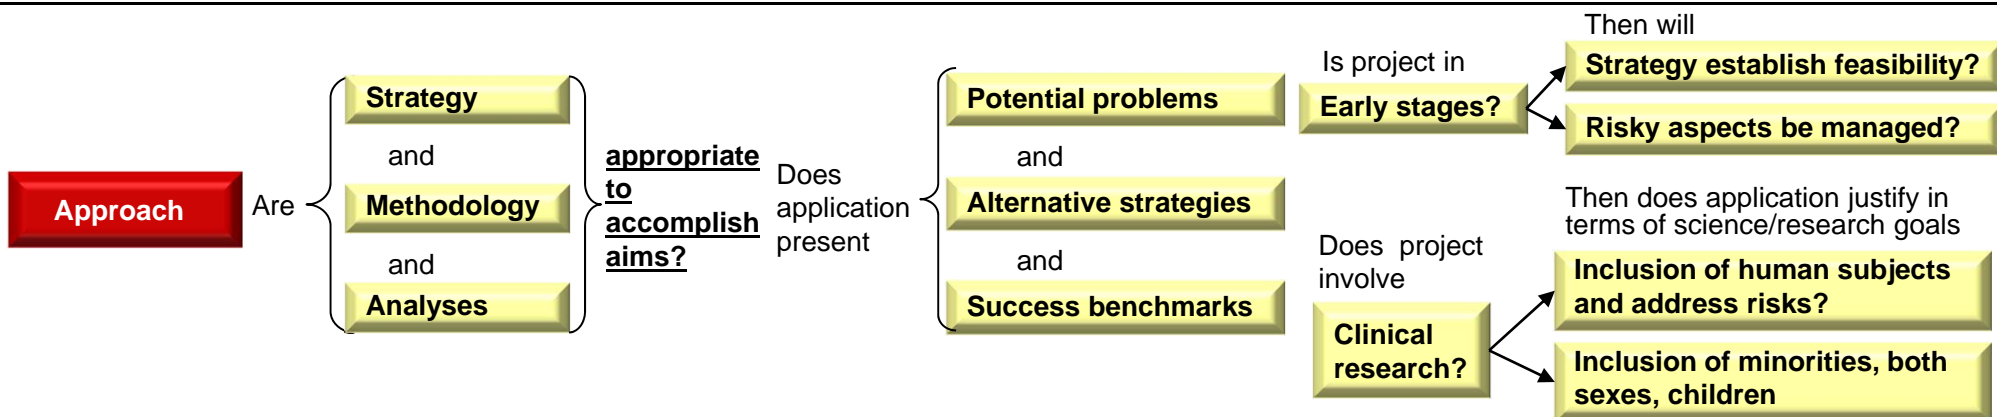 Approach
Are
Strategy
and
Methodology
and
Analyses
appropriate
to
accomplish
aims?
Does
application
present
Potential problems
and
Alternative strategies
and
Success benchmarks
Is project in
Early stages?
Then will
Strategy establish feasibility?
Risky aspects be managed?
Does project
involve
Clinical
research?
Then does application justify in
terms of science/research goals
Inclusion of human subjects
and address risks?
Inclusion of minorities, both
sexes, children